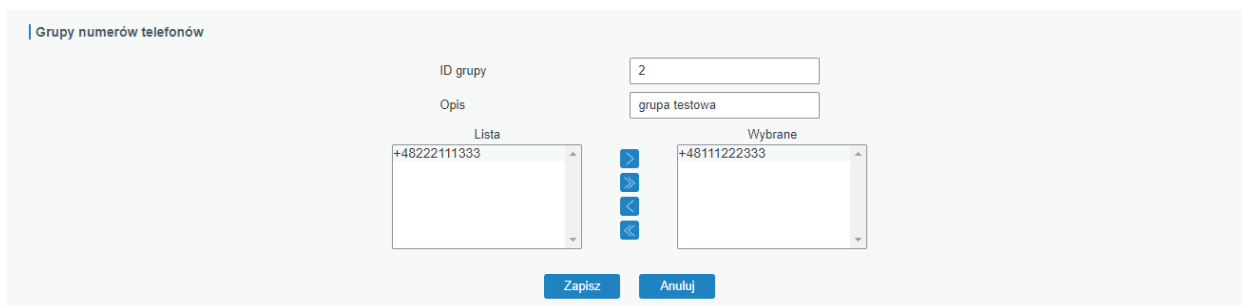 Grupy numerów telefonów
ID grupy 2
Opis grupa testowa
Lista Wybrane
+48222111333 +48111222333
Zapisz Anuluj